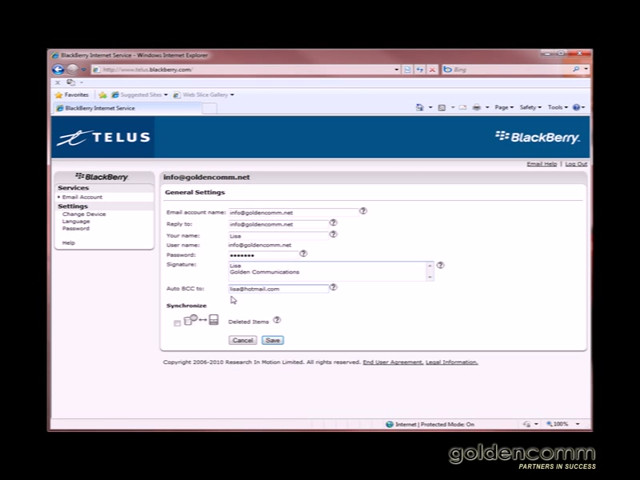 BlackBerry Internet Service - Windows Internet Explorer
http://www.telus.blackberry.com/
Bing
Favorites
Suggested Sites
Web Slice Gallery
BlackBerry Internet Service
Page
Safety
Tools
TELUS
BlackBerry.
Email Help | Log Out
BlackBerry
Services
Email Account
Settings
Change Device
Language
Password
Help
info@goldencomm.net
General Settings
Email account name: info@goldencomm.net
Reply to: info@goldencomm.net
Your name: Lisa
User name: info@goldencomm.net
Password: •••••••
Signature: Lisa
Golden Communications
Auto BCC to: lisa@hotmail.com
Synchronize
Deleted Items
Cancel Save
Copyright 2006-2010 Research In Motion Limited. All rights reserved. End User Agreement. Legal Information.
Internet | Protected Mode: On
100%
goldencomm
PARTNERS IN SUCCESS